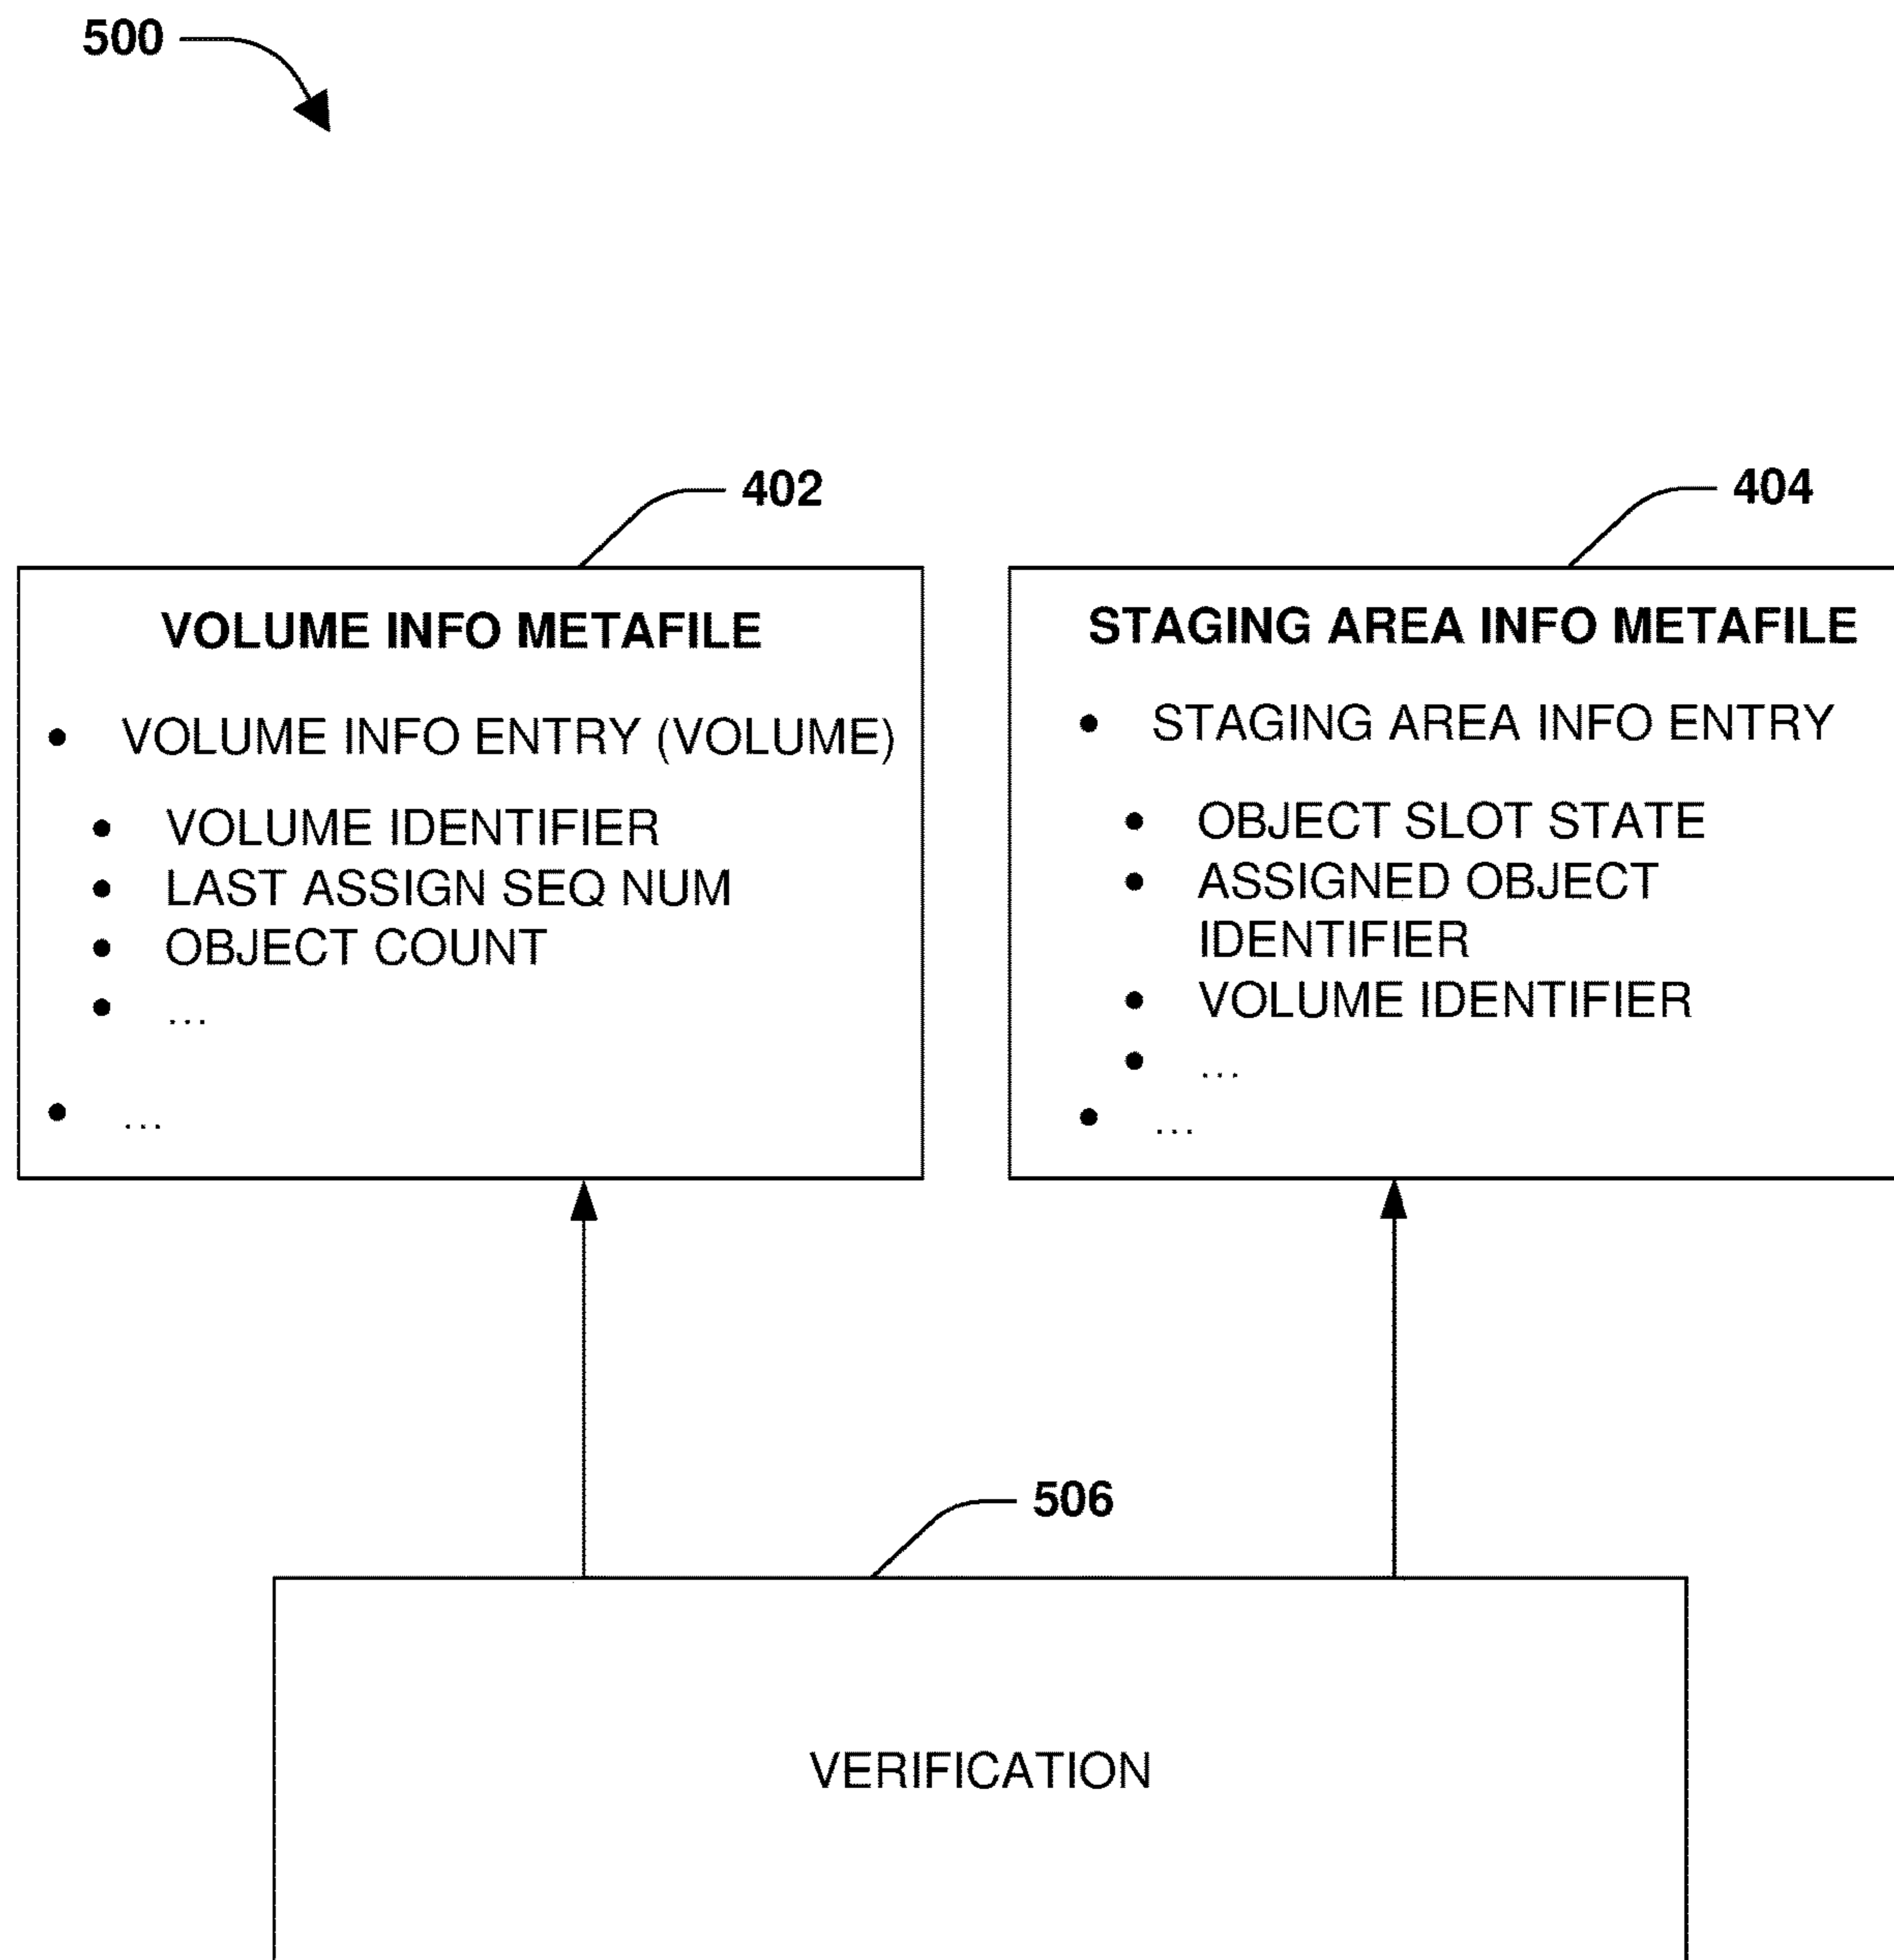 500
402
404
VOLUME INFO METAFILE
• VOLUME INFO ENTRY (VOLUME)
• VOLUME IDENTIFIER
• LAST ASSIGN SEQ NUM
• OBJECT COUNT
• ...
• ...
STAGING AREA INFO METAFILE
• STAGING AREA INFO ENTRY
• OBJECT SLOT STATE
• ASSIGNED OBJECT
IDENTIFIER
• VOLUME IDENTIFIER
• ...
• ...
506
VERIFICATION